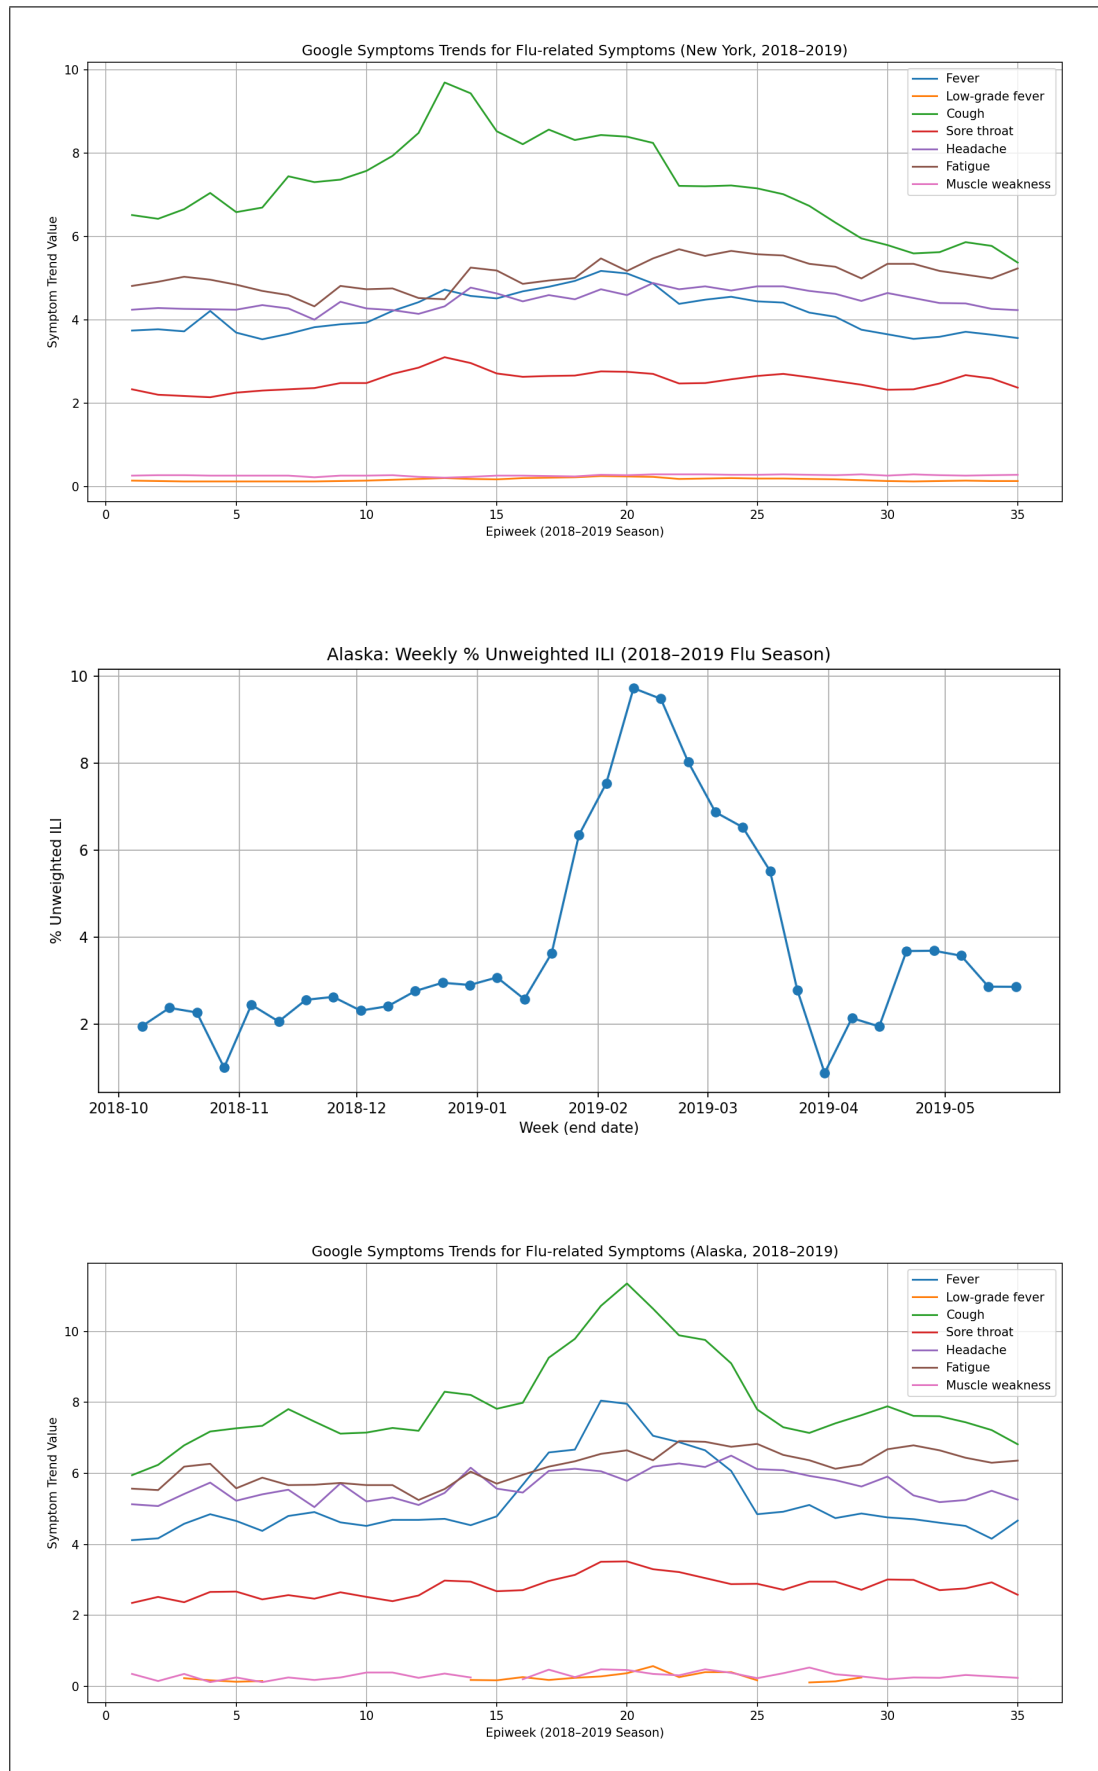 Google Symptoms Trends for Flu-related Symptoms (New York, 2018–2019)
10
8
6
4
2
0
Symptom Trend Value
Fever
Low-grade fever
Cough
Sore throat
Headache
Fatigue
Muscle weakness
0 5 10 15 20 25 30 35
Epiweek (2018–2019 Season)
Alaska: Weekly % Unweighted ILI (2018–2019 Flu Season)
10
8
6
4
2
% Unweighted ILI
2018-10 2018-11 2018-12 2019-01 2019-02 2019-03 2019-04 2019-05
Week (end date)
Google Symptoms Trends for Flu-related Symptoms (Alaska, 2018–2019)
10
8
6
4
2
0
Symptom Trend Value
Fever
Low-grade fever
Cough
Sore throat
Headache
Fatigue
Muscle weakness
0 5 10 15 20 25 30 35
Epiweek (2018–2019 Season)